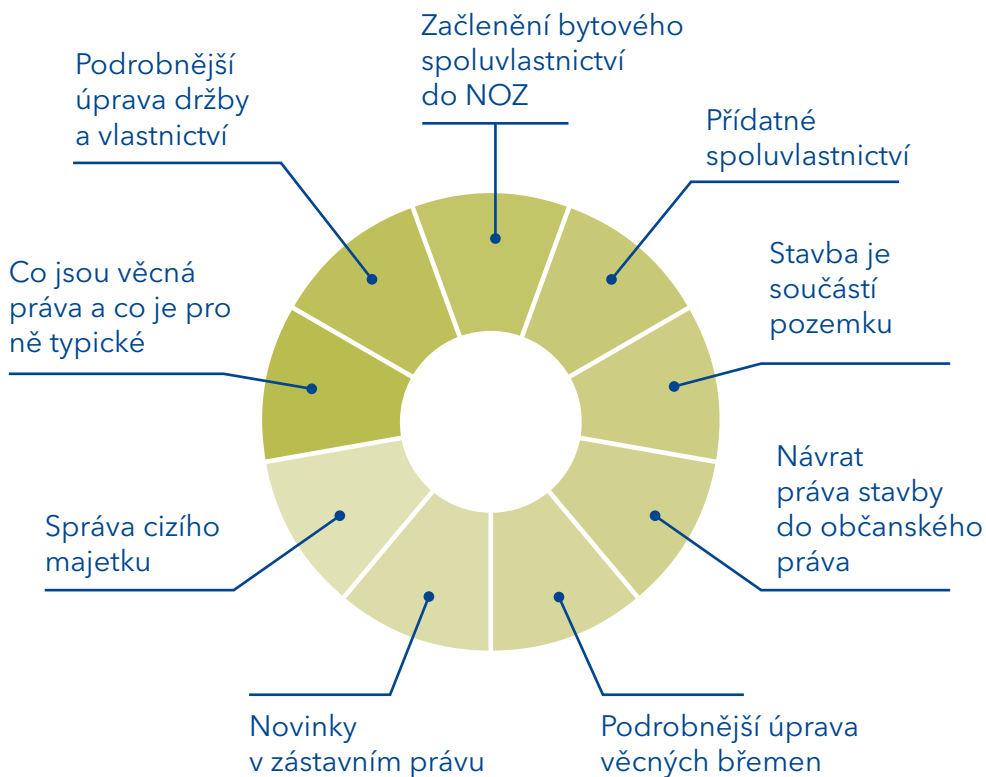 Začlenění bytového
spoluvlastnictví
do NOZ
Podrobnější
úprava držby
a vlastnictví
Přídatné
spoluvlastnictví
Co jsou věcná
práva a co je pro
ně typické
Stavba je
součástí
pozemku
Návrat
práva stavby
do občanského
práva
Správa cizího
majetku
Novinky
v zástavním právu
Podrobnější úprava
věcných břemen